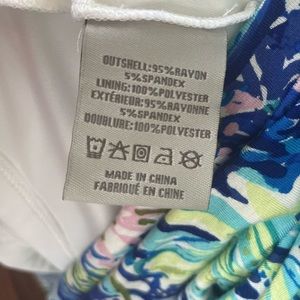 OUTSHELL:95%RAYON
5%SPANDEX
LINING:100%POLYESTER
EXTÉRIEUR:95%RAYONNE
5%SPANDEX
DOUBLURE:100%POLYESTER
MADE IN CHINA
FABRIQUÉ EN CHINE